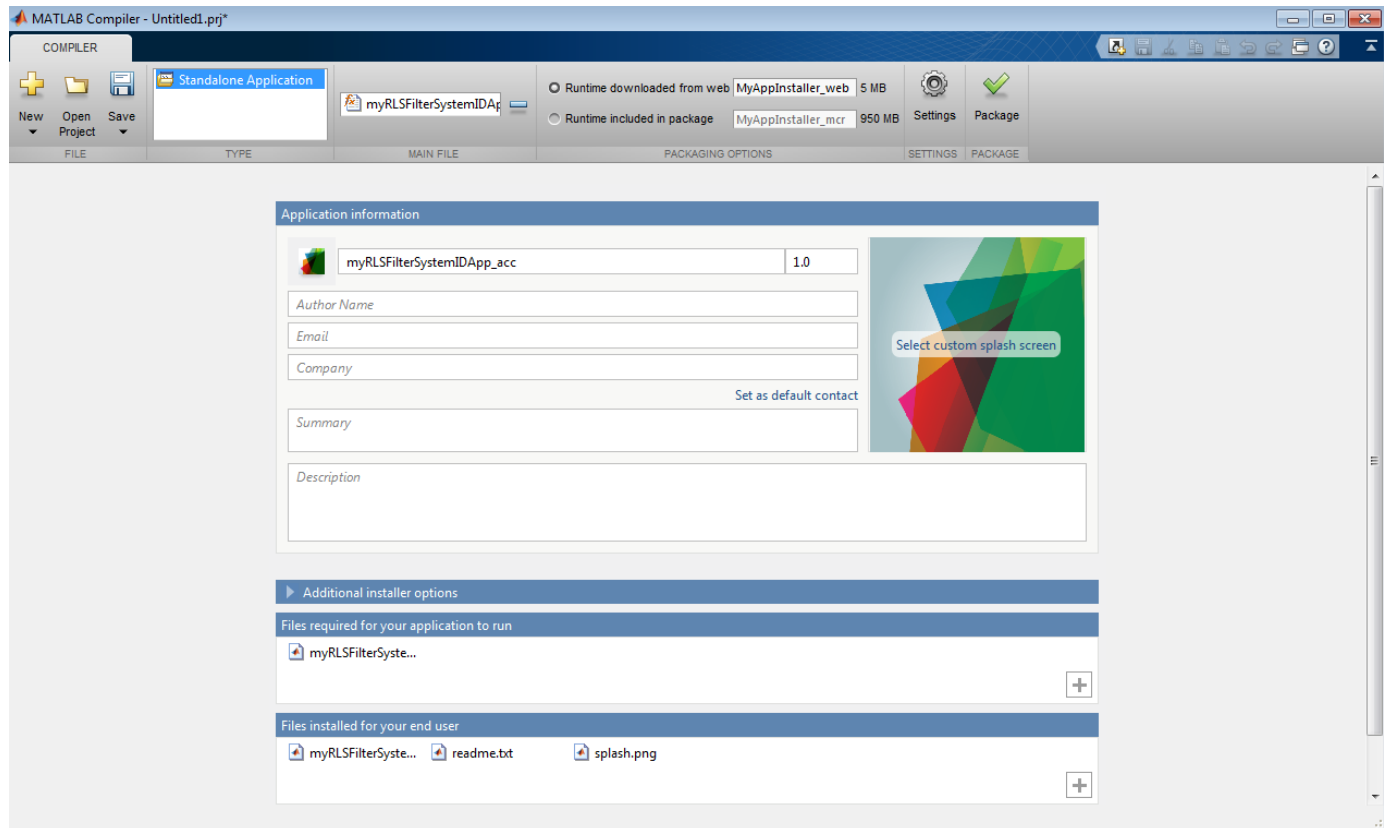 MATLAB Compiler - Untitled1.prj*
COMPILER
New
Open Project
Save
FILE
Standalone Application
TYPE
myRLSFilterSystemIDAp
MAIN FILE
Runtime downloaded from web MyAppInstaller_web 5 MB
Runtime included in package MyAppInstaller_mcr 950 MB
PACKAGING OPTIONS
Settings
SETTINGS
Package
PACKAGE
Application information
myRLSFilterSystemIDApp_acc 1.0
Author Name
Email
Company
Set as default contact
Summary
Select custom splash screen
Description
Additional installer options
Files required for your application to run
myRLSFilterSyste...
Files installed for your end user
myRLSFilterSyste... readme.txt splash.png